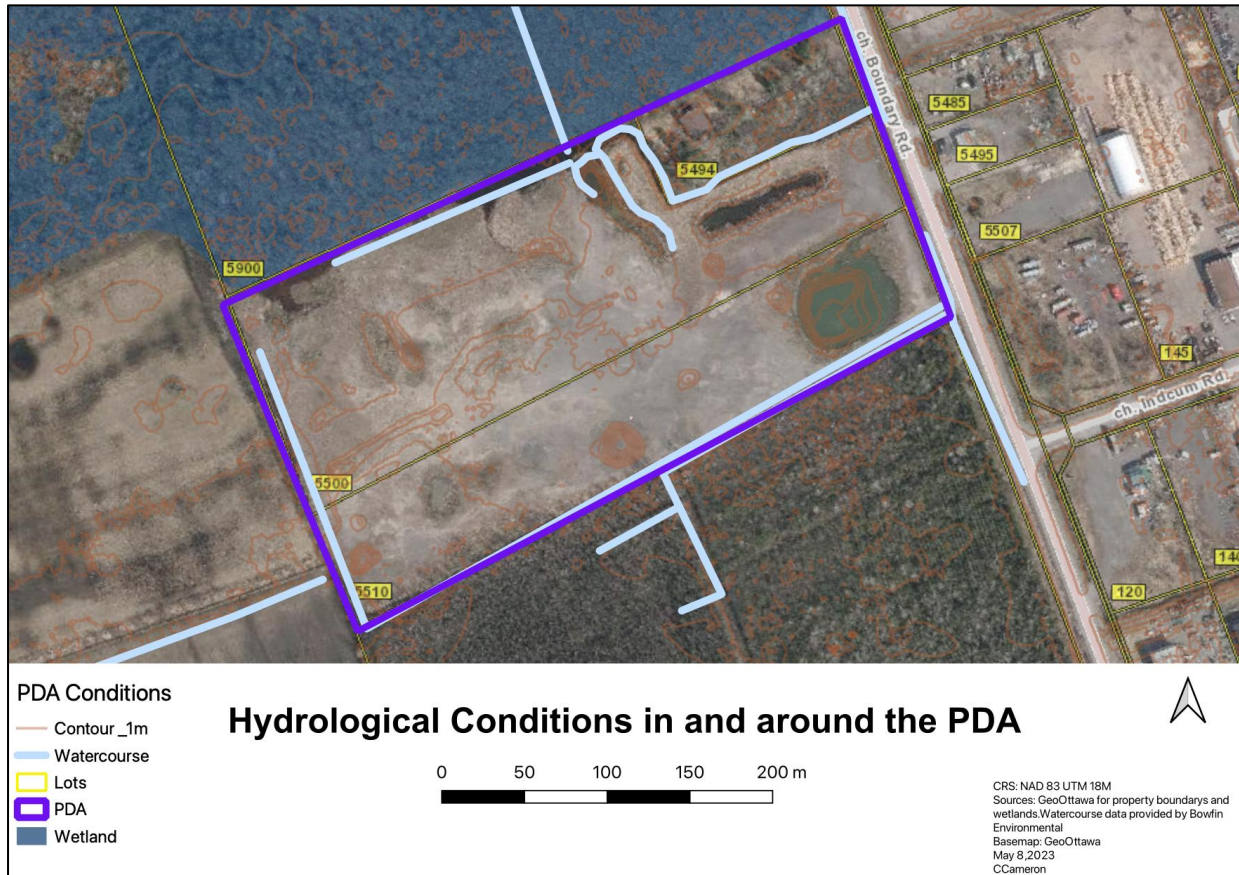 ch. Boundary Rd.
5485
5495
5494
5507
5900
145
ch. Indcum Rd.
5500
5510
120
PDA Conditions
Contour_1m
Watercourse
Lots
PDA
Wetland
Hydrological Conditions in and around the PDA
0 50 100 150 200 m
CRS: NAD 83 UTM 18M
Sources: GeoOttawa for property boundarys and
wetlands.Watercourse data provided by Bowfin
Environmental
Basemap: GeoOttawa
May 8,2023
CCameron